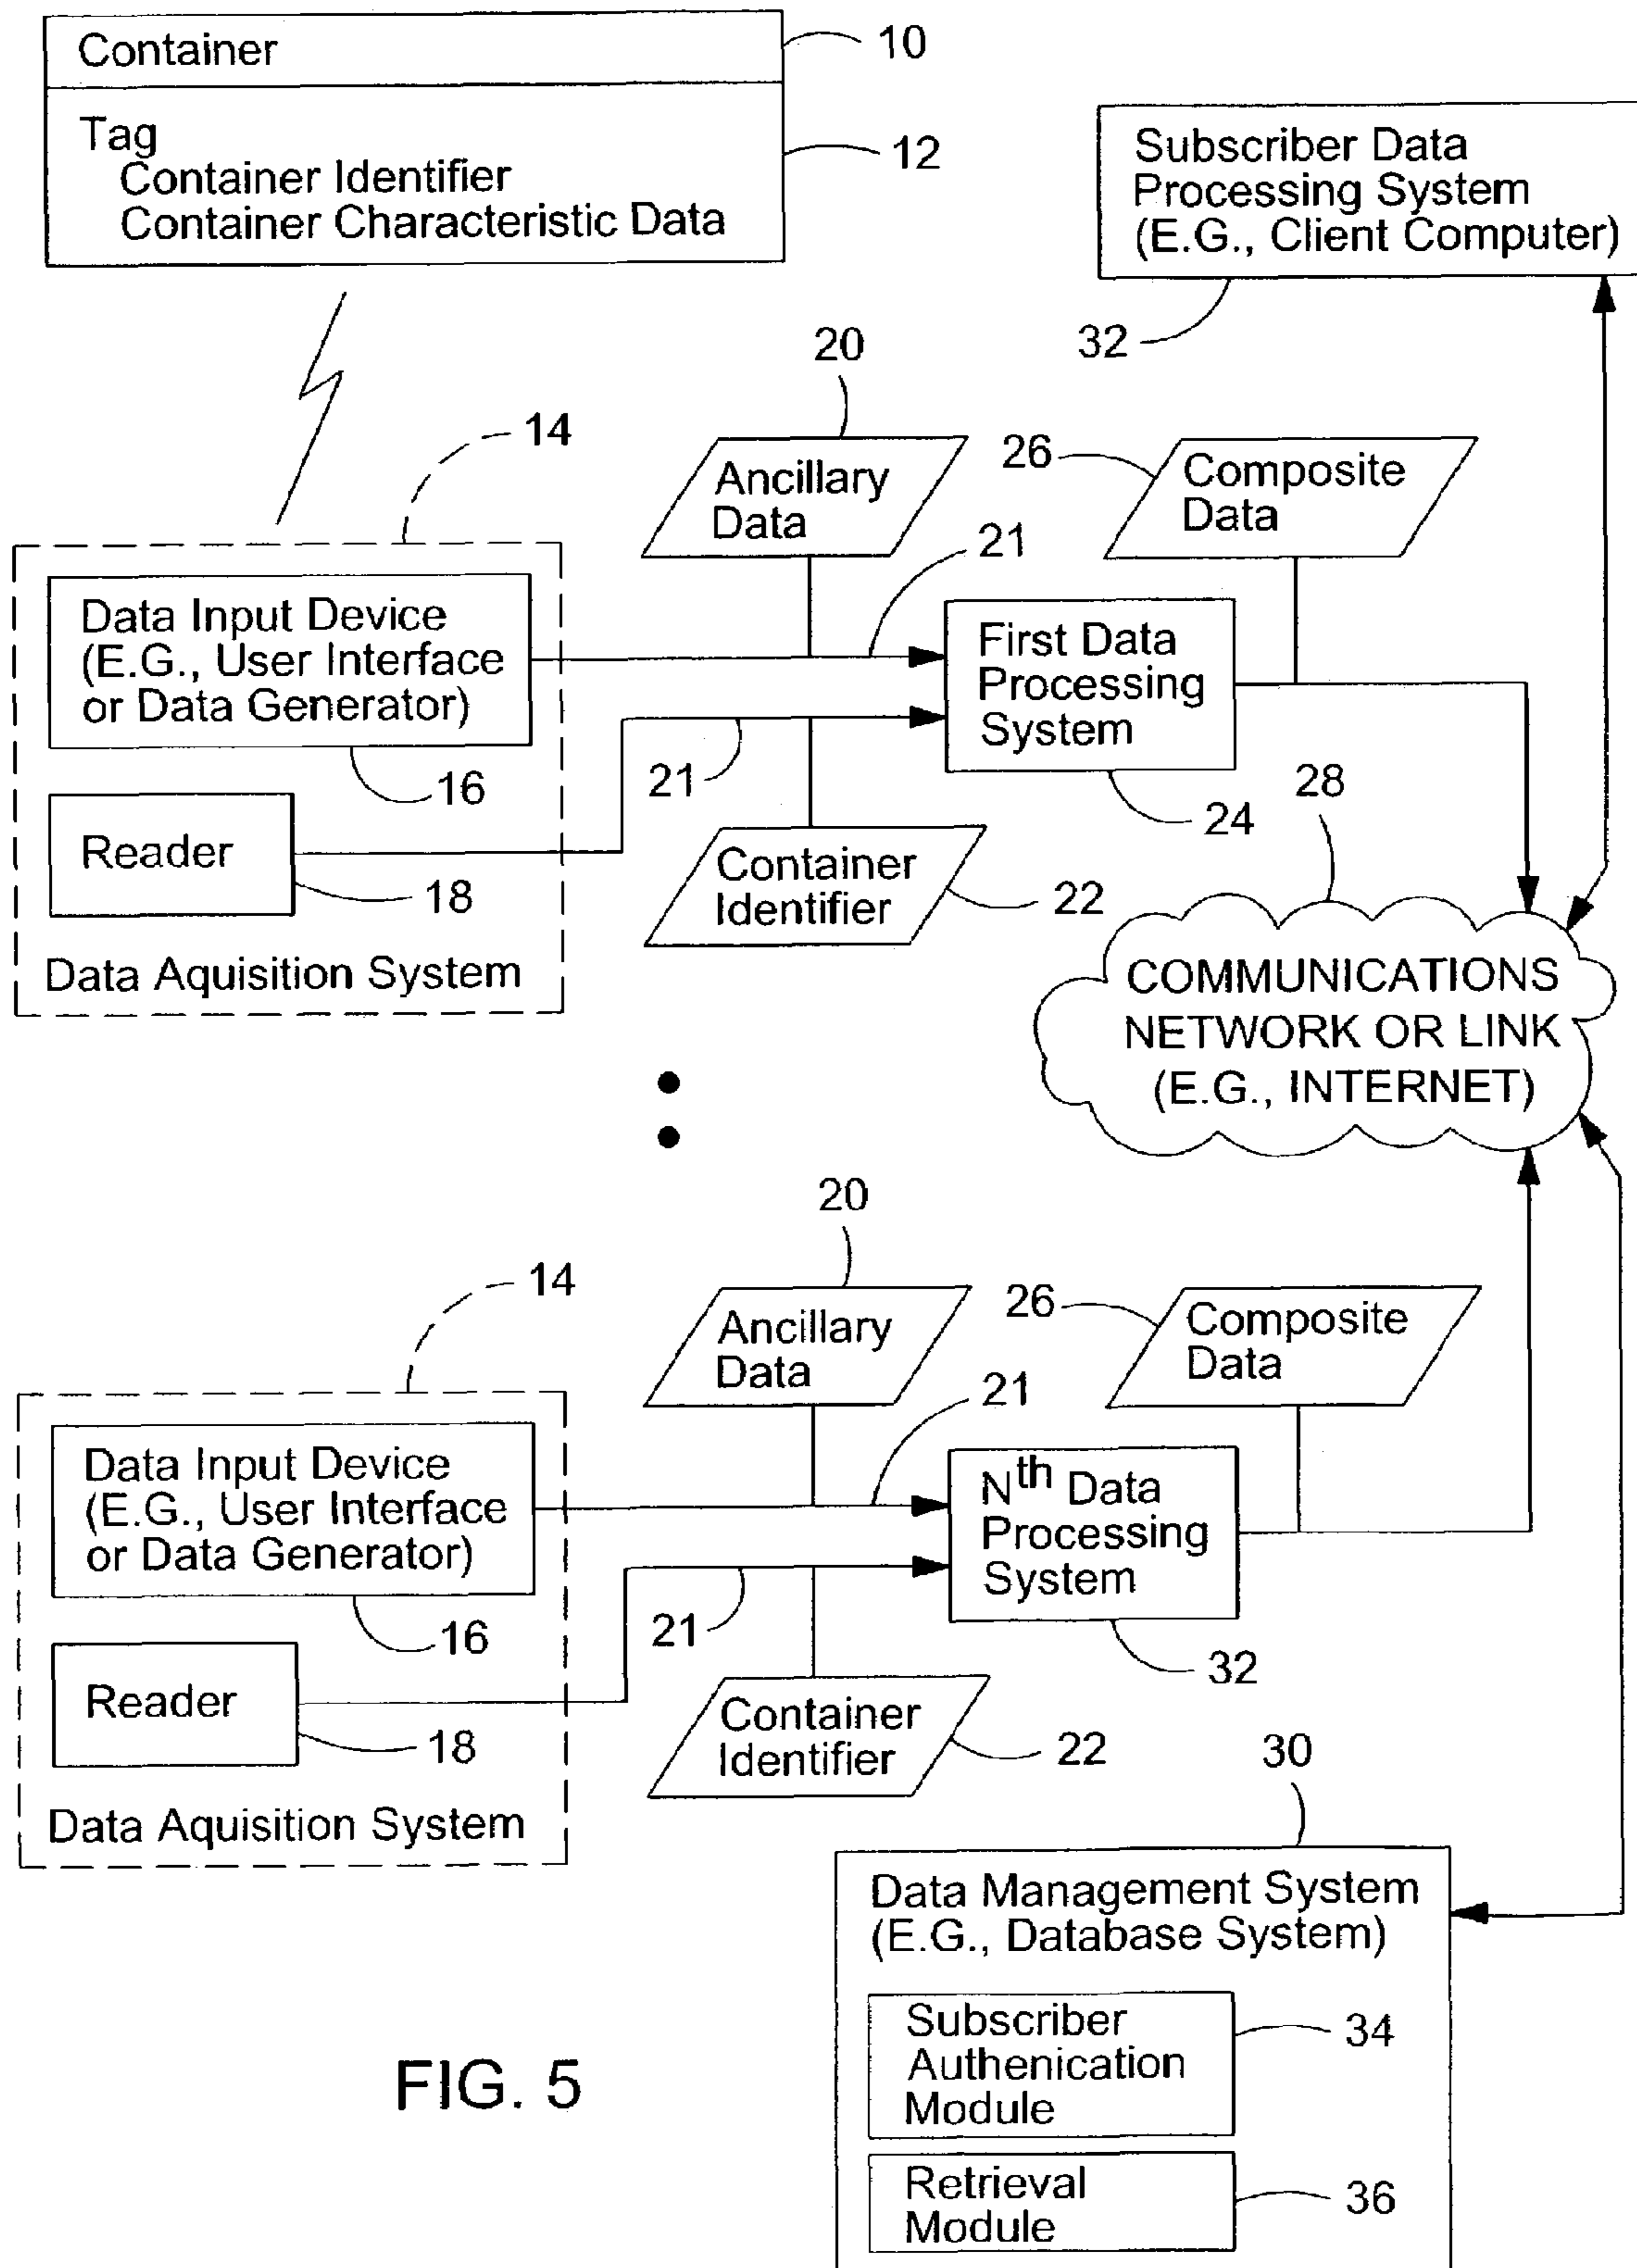 Container
10
Tag
Container Identifier
Container Characteristic Data
12
Subscriber Data
Processing System
(E.G., Client Computer)
32
20
14
Ancillary
Data
26
Composite
Data
21
Data Input Device
(E.G., User Interface
or Data Generator)
16
First Data
Processing
System
24
21
28
Reader
18
Container
Identifier
22
Data Aquisition System
COMMUNICATIONS
NETWORK OR LINK
(E.G., INTERNET)
20
14
Ancillary
Data
26
Composite
Data
21
Data Input Device
(E.G., User Interface
or Data Generator)
16
Nth Data
Processing
System
32
21
Reader
18
Container
Identifier
22
Data Aquisition System
30
Data Management System
(E.G., Database System)
Subscriber
Authenication
Module
34
Retrieval
Module
36
FIG. 5